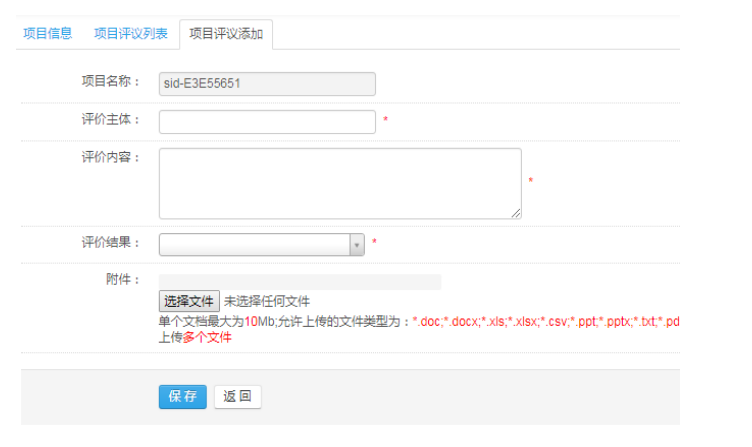 项目信息 项目评议列表 项目评议添加
项目名称： sid-E3E55651
评价主体： *
评价内容： *
评价结果： *
附件：
选择文件 未选择任何文件
单个文档最大为10Mb;允许上传的文件类型为：*.doc;*.docx;*.xls;*.xlsx;*.csv;*.ppt;*.pptx;*.txt;*.pd
上传多个文件
保存 返回